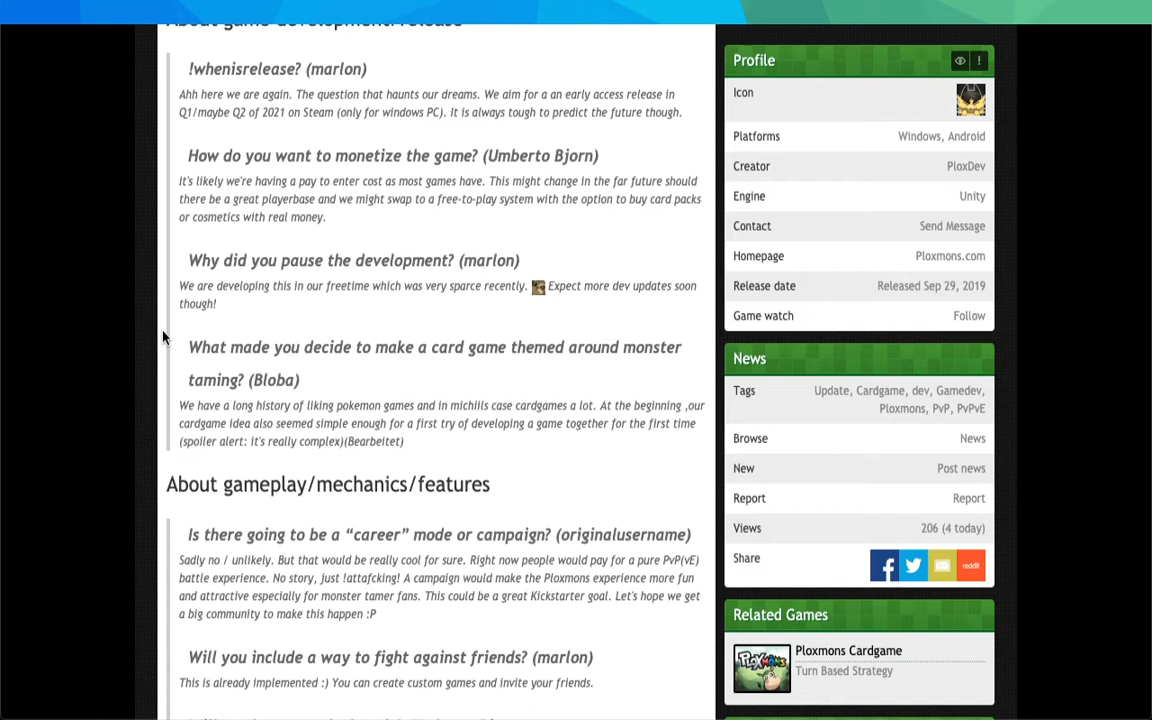 About game development/release
!whenisrelease? (marlon)
Ahh here we are again. The question that haunts our dreams. We aim for a an early access release in
Q1/maybe Q2 of 2021 on Steam (only for windows PC). It is always tough to predict the future though.
How do you want to monetize the game? (Umberto Bjorn)
It's likely we're having a pay to enter cost as most games have. This might change in the far future should
there be a great playerbase and we might swap to a free-to-play system with the option to buy card packs
or cosmetics with real money.
Why did you pause the development? (marlon)
We are developing this in our freetime which was very sparce recently. Expect more dev updates soon
though!
What made you decide to make a card game themed around monster
taming? (Bloba)
We have a long history of liking pokemon games and in michlils case cardgames a lot. At the beginning ,our
cardgame idea also seemed simple enough for a first try of developing a game together for the first time
(spoiler alert: it's really complex)(Bearbeitet)
About gameplay/mechanics/features
Is there going to be a “career” mode or campaign? (originalusername)
Sadly no / unlikely. But that would be really cool for sure. Right now people would pay for a pure PvP(vE)
battle experience. No story, just !attafcking! A campaign would make the Ploxmons experience more fun
and attractive especially for monster tamer fans. This could be a great Kickstarter goal. Let's hope we get
a big community to make this happen :P
Will you include a way to fight against friends? (marlon)
This is already implemented :) You can create custom games and invite your friends.
Profile
Icon
Platforms Windows, Android
Creator PloxDev
Engine Unity
Contact Send Message
Homepage Ploxmons.com
Release date Released Sep 29, 2019
Game watch Follow
News
Tags Update, Cardgame, dev, Gamedev,
Ploxmons, PvP, PvPvE
Browse News
New Post news
Report Report
Views 206 (4 today)
Share reddit
Related Games
PLOXMONS
Ploxmons Cardgame
Turn Based Strategy